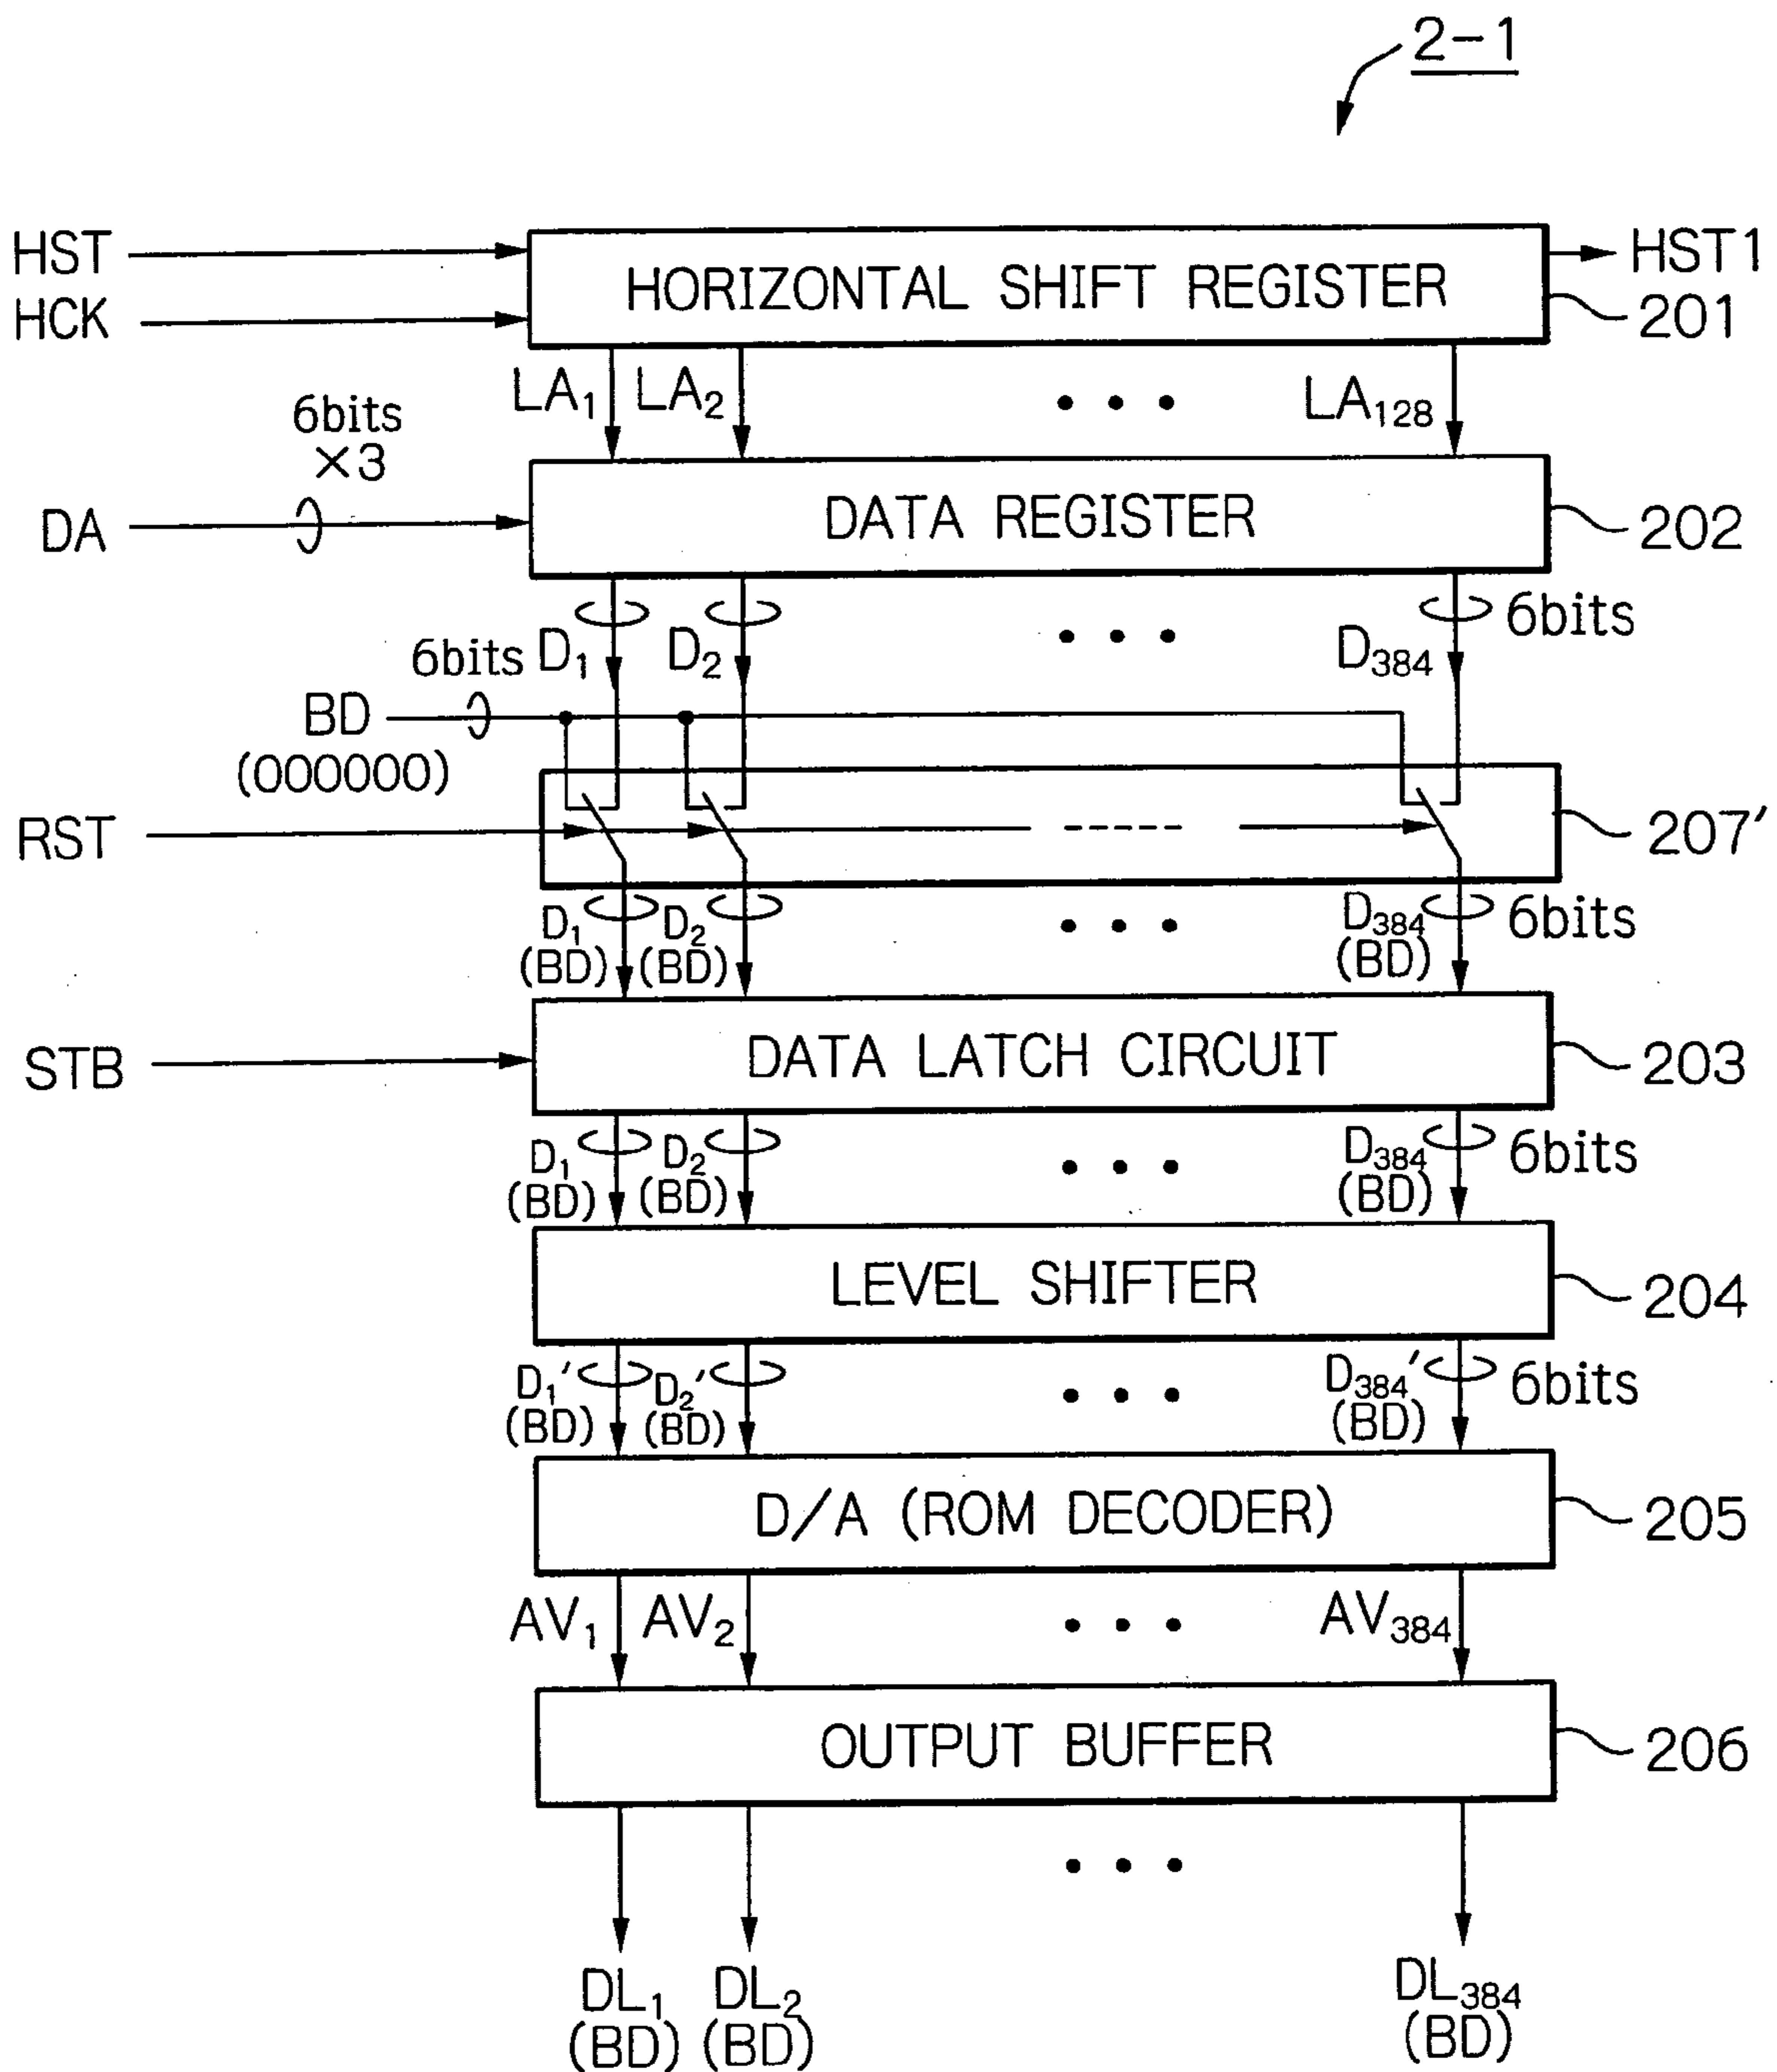 2-1
HST
HCK
HORIZONTAL SHIFT REGISTER
HST1
201
LA₁ LA₂ • • • LA₁₂₈
6bits
×3
DA
DATA REGISTER
202
D₁ D₂ • • • D₃₈₄ 6bits
6bits
BD
(000000)
RST
207'
D₁ D₂ • • • D₃₈₄ 6bits
(BD) (BD) (BD)
STB
DATA LATCH CIRCUIT
203
D₁ D₂ • • • D₃₈₄ 6bits
(BD) (BD) (BD)
LEVEL SHIFTER
204
D₁' D₂' • • • D₃₈₄' 6bits
(BD) (BD) (BD)
D/A (ROM DECODER)
205
AV₁ AV₂ • • • AV₃₈₄
OUTPUT BUFFER
206
• • •
DL₁ DL₂ DL₃₈₄
(BD) (BD) (BD)